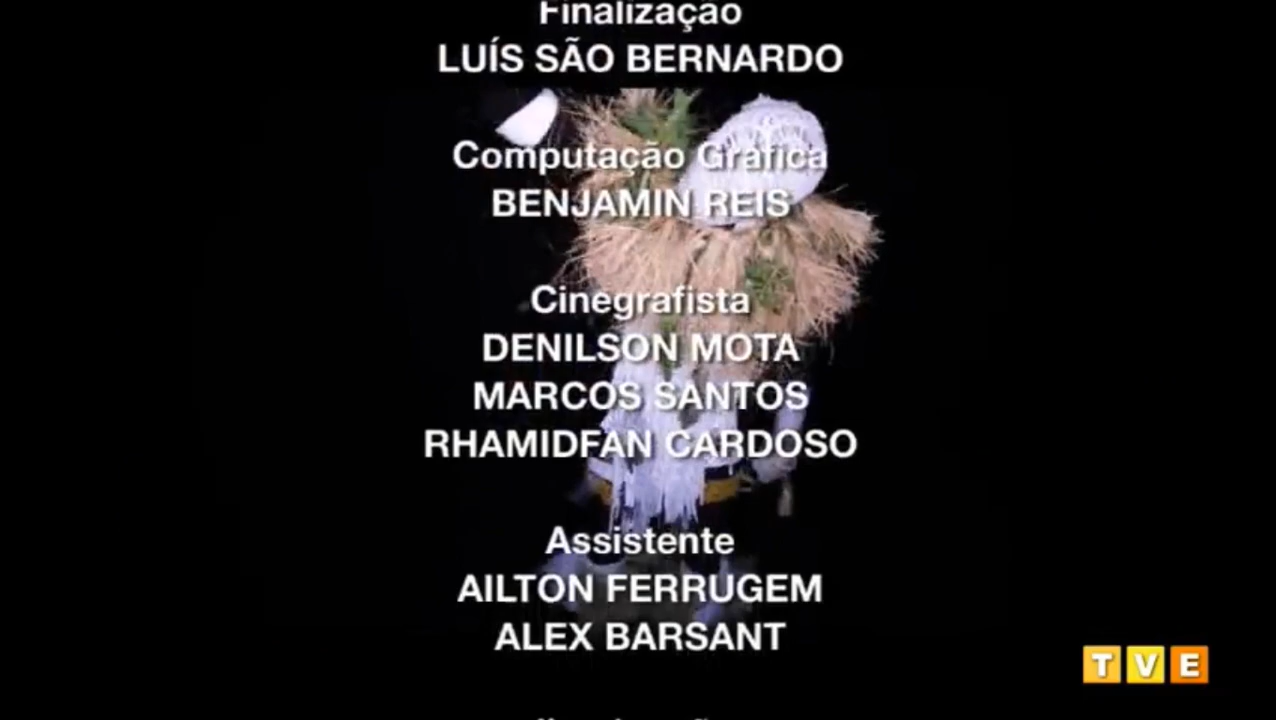 Finalização
LUÍS SÃO BERNARDO
Computação Gráfica
BENJAMIN REIS
Cinegrafista
DENILSON MOTA
MARCOS SANTOS
RHAMIDFAN CARDOSO
Assistente
AILTON FERRUGEM
ALEX BARSANT
TVE